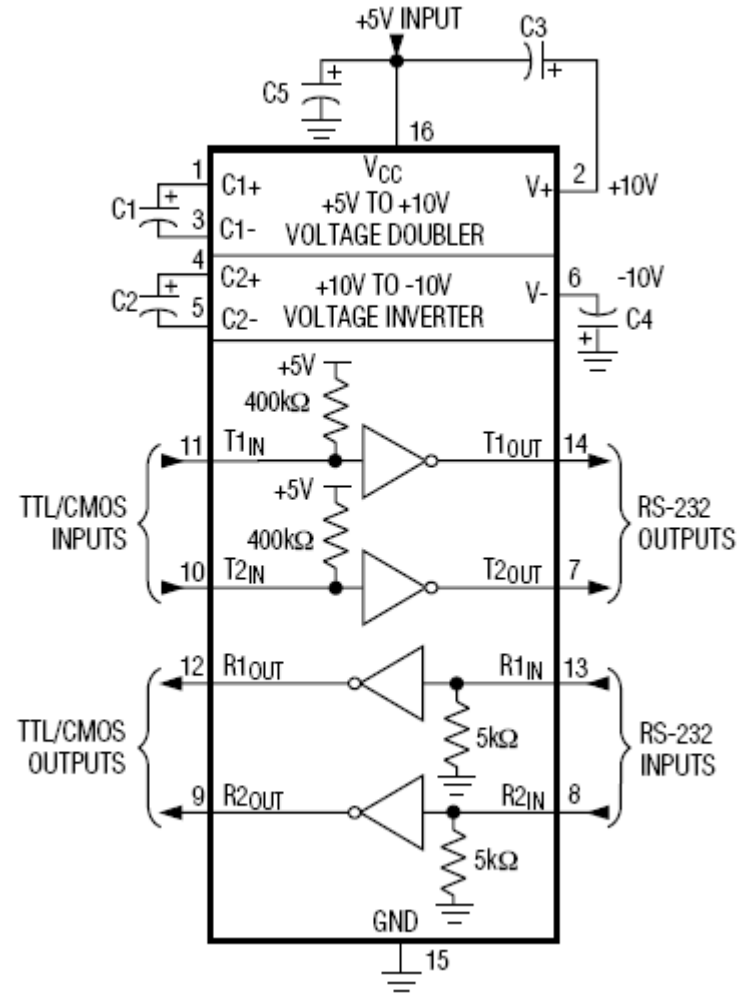 +5V INPUT
C3
+
C5
+
16
1
VCC
2
+10V
C1+
V+
C1
+
+5V TO +10V
3
C1-
VOLTAGE DOUBLER
4
C2+
+10V TO -10V
6
-10V
C2
+
V-
5
C2-
VOLTAGE INVERTER
C4
+
+5V
400kΩ
11
T1IN
T1OUT
14
+5V
TTL/CMOS
INPUTS
RS-232
OUTPUTS
400kΩ
10
T2IN
T2OUT
7
12
R1OUT
R1IN
13
TTL/CMOS
OUTPUTS
5kΩ
RS-232
INPUTS
9
R2OUT
R2IN
8
5kΩ
GND
15